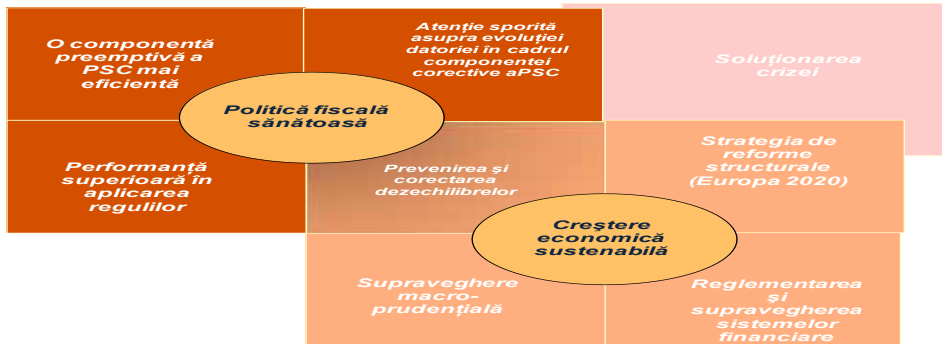 O componentă
preemptivă a
PSC mai
eficientă
Atenție sporită
asupra evoluției
datoriei în cadrul
componentei
corective aPSC
Soluționarea
crizei
Politică fiscală
sănătoasă
Performanță
superioară în
aplicarea
regulilor
Prevenirea și
corectarea
dezechilibrelor
Strategia de
reforme
structurale
(Europa 2020)
Creștere
economică
sustenabilă
Supraveghere
macro-
prudențială
Reglementarea
și
supravegherea
sistemelor
financiare